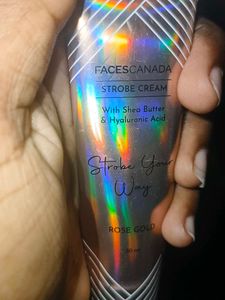 FACESCANADA
STROBE CREAM
With Shea Butter
& Hyaluronic Acid
Strobe Your
Way
ROSE GOLD